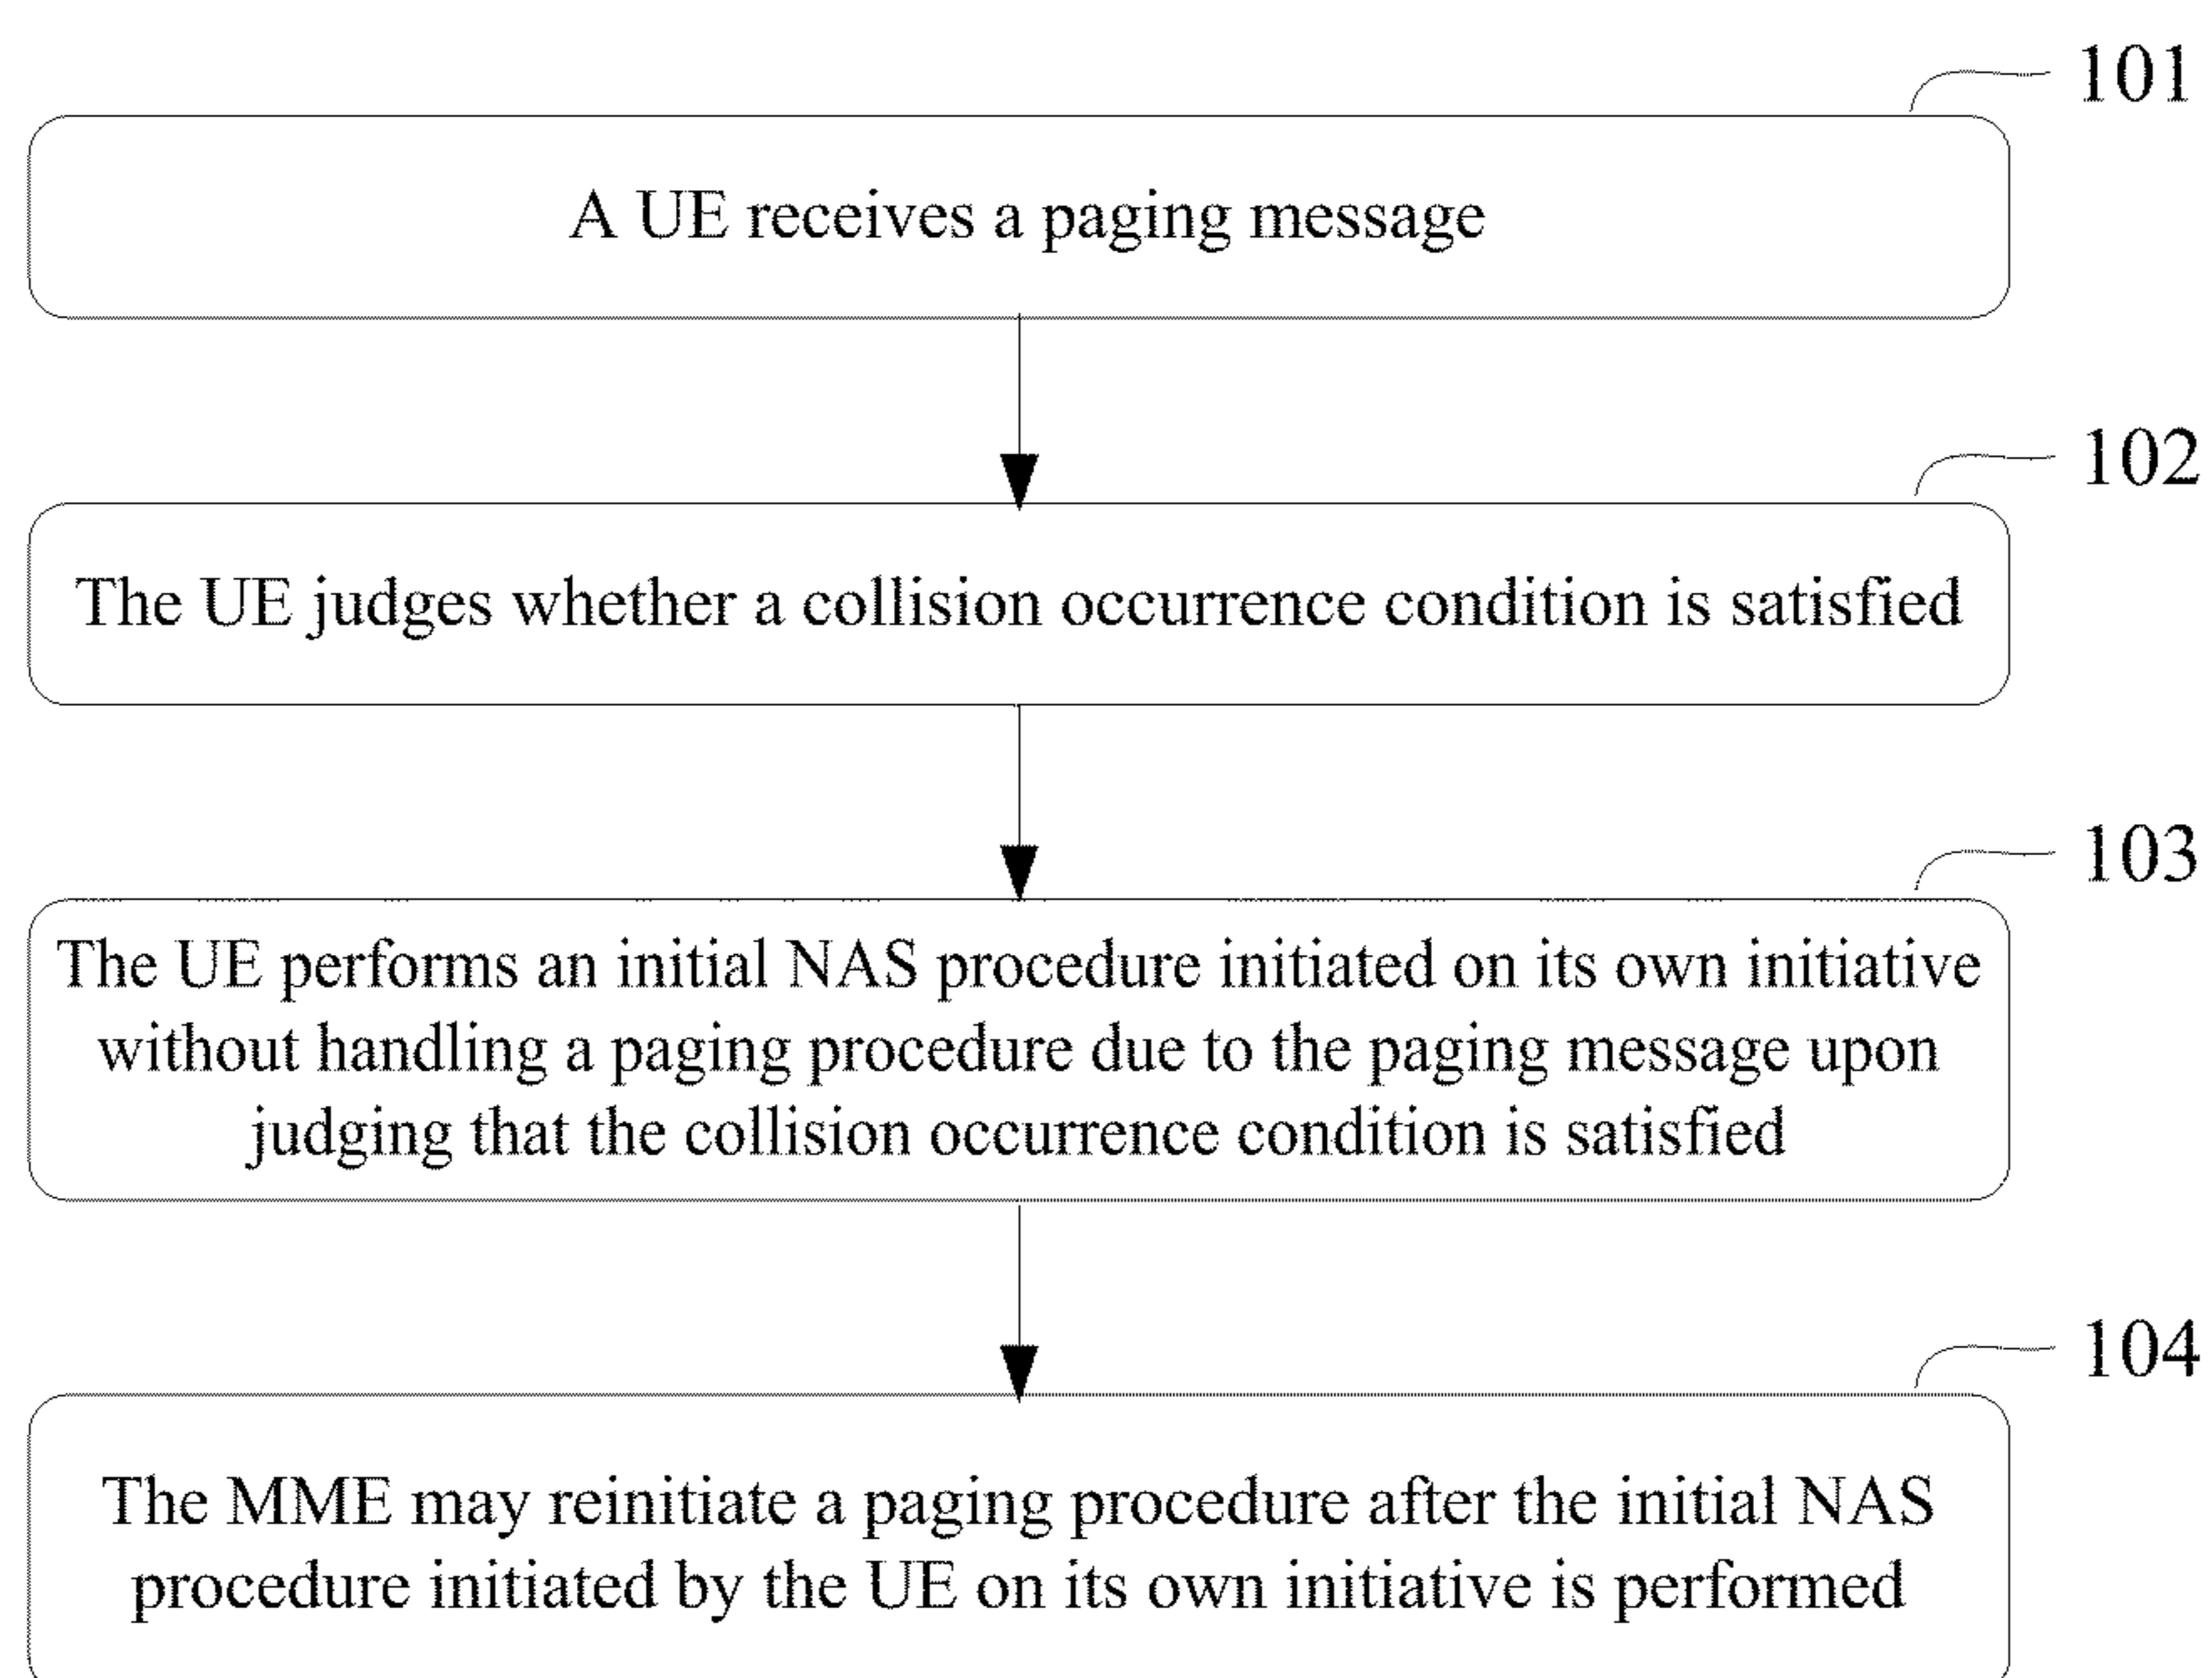 101
A UE receives a paging message
102
The UE judges whether a collision occurrence condition is satisfied
103
The UE performs an initial NAS procedure initiated on its own initiative
without handling a paging procedure due to the paging message upon
judging that the collision occurrence condition is satisfied
104
The MME may reinitiate a paging procedure after the initial NAS
procedure initiated by the UE on its own initiative is performed